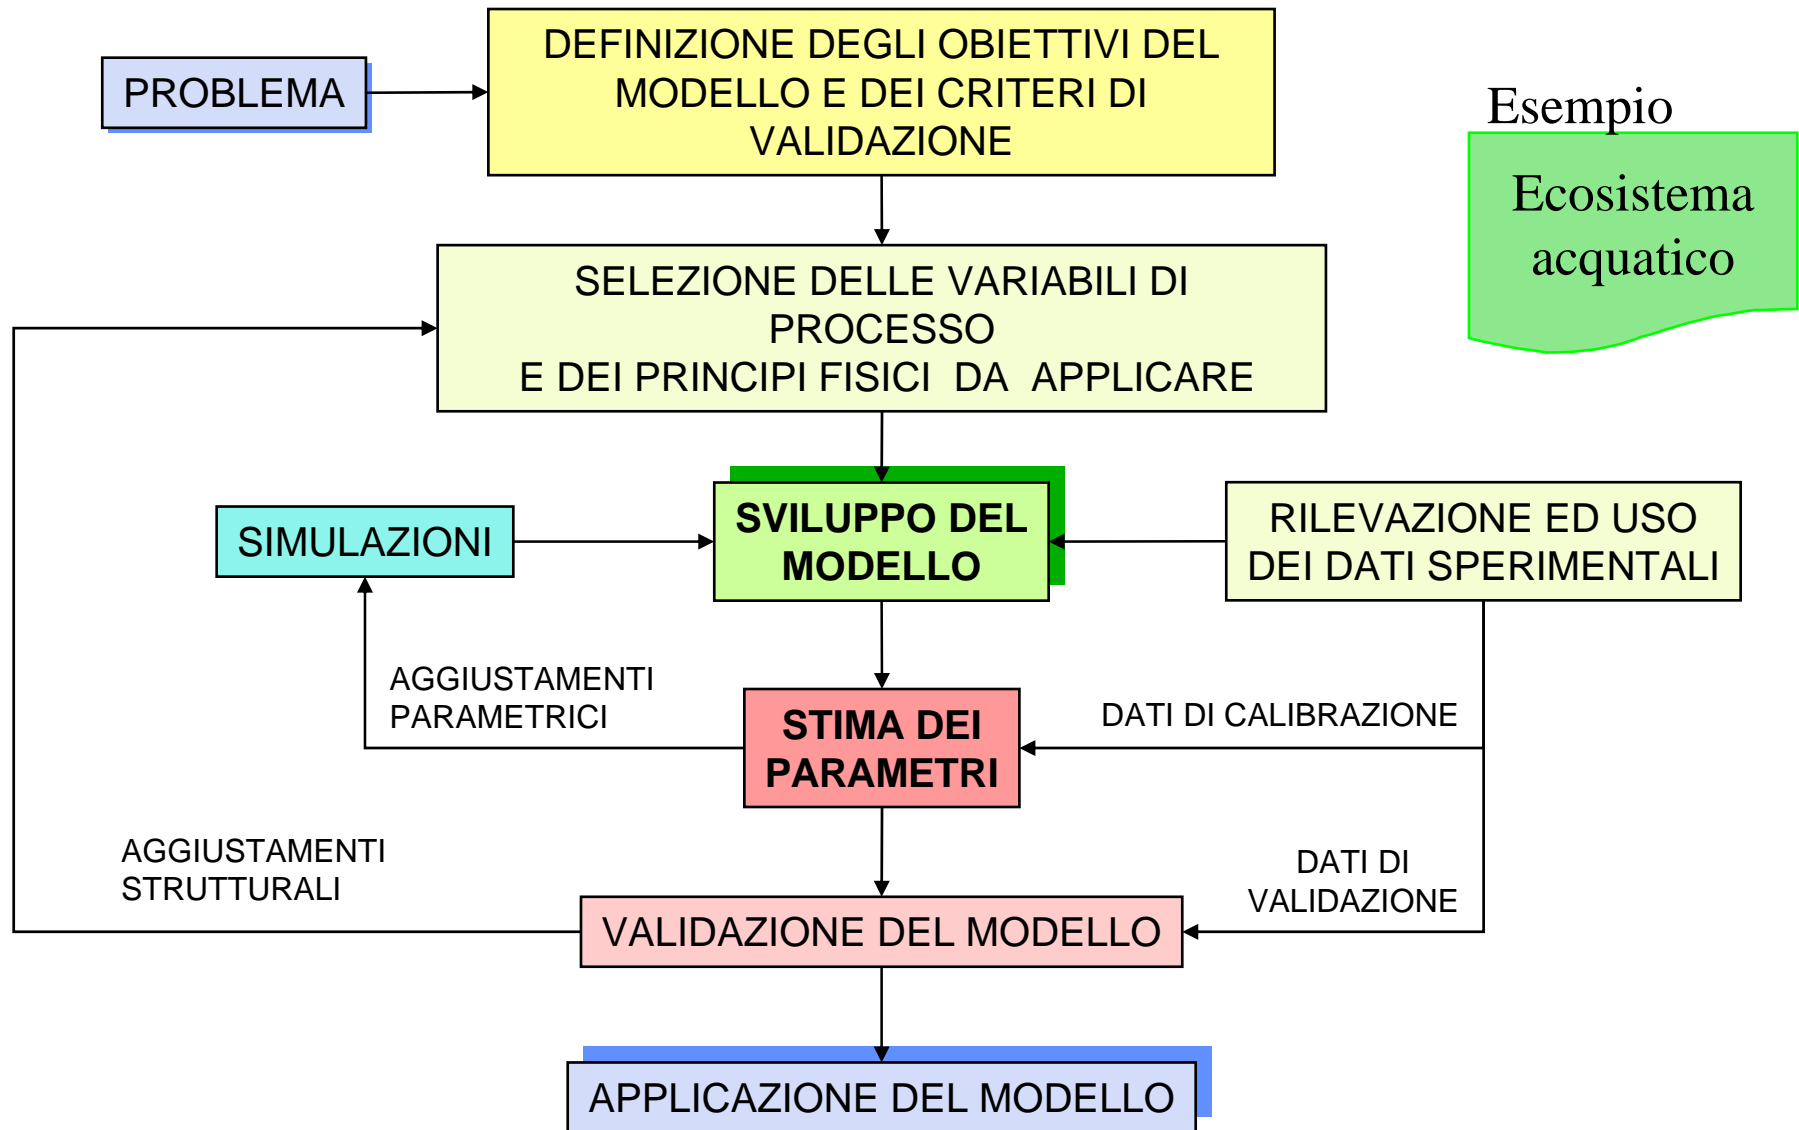 PROBLEMA
DEFINIZIONE DEGLI OBIETTIVI DEL
MODELLO E DEI CRITERI DI
VALIDAZIONE
Esempio
Ecosistema
acquatico
SELEZIONE DELLE VARIABILI DI
PROCESSO
E DEI PRINCIPI FISICI DA APPLICARE
SIMULAZIONI
SVILUPPO DEL
MODELLO
RILEVAZIONE ED USO
DEI DATI SPERIMENTALI
AGGIUSTAMENTI
PARAMETRICI
STIMA DEI
PARAMETRI
DATI DI CALIBRAZIONE
AGGIUSTAMENTI
STRUTTURALI
DATI DI
VALIDAZIONE
VALIDAZIONE DEL MODELLO
APPLICAZIONE DEL MODELLO